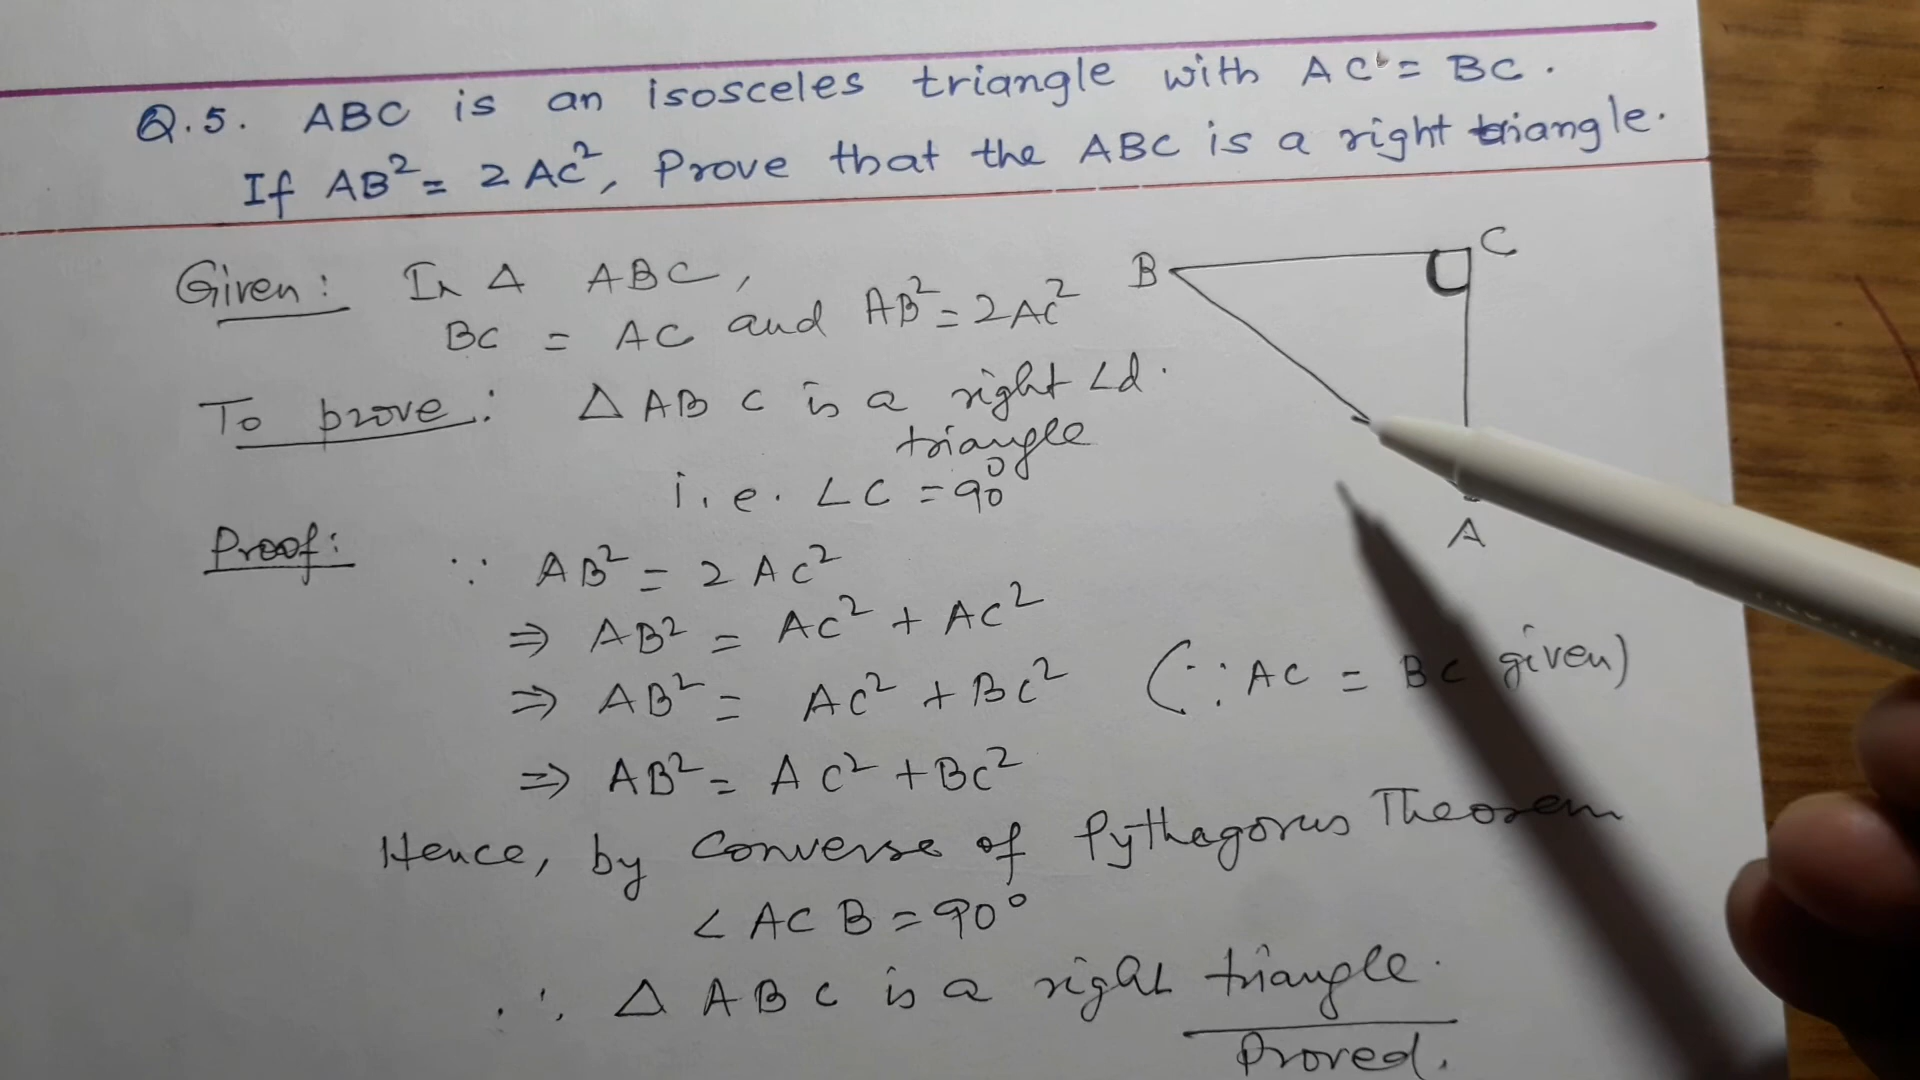 Q.5. ABC is an isosceles triangle with AC = BC.
If AB² = 2AC², Prove that the ABC is a right triangle.
B
C
A
Given: In Δ ABC,
BC = AC and AB² = 2AC²
To prove: Δ ABC is a right ∠d.
triangle
i.e. ∠C = 90°
Proof: ∵ AB² = 2AC²
⇒ AB² = AC² + AC²
⇒ AB² = AC² + BC² (∵ AC = BC given)
⇒ AB² = AC² + BC²
Hence, by Converse of Pythagorus Theorem
∠ACB = 90°
∴ Δ ABC is a right triangle.
Proved.